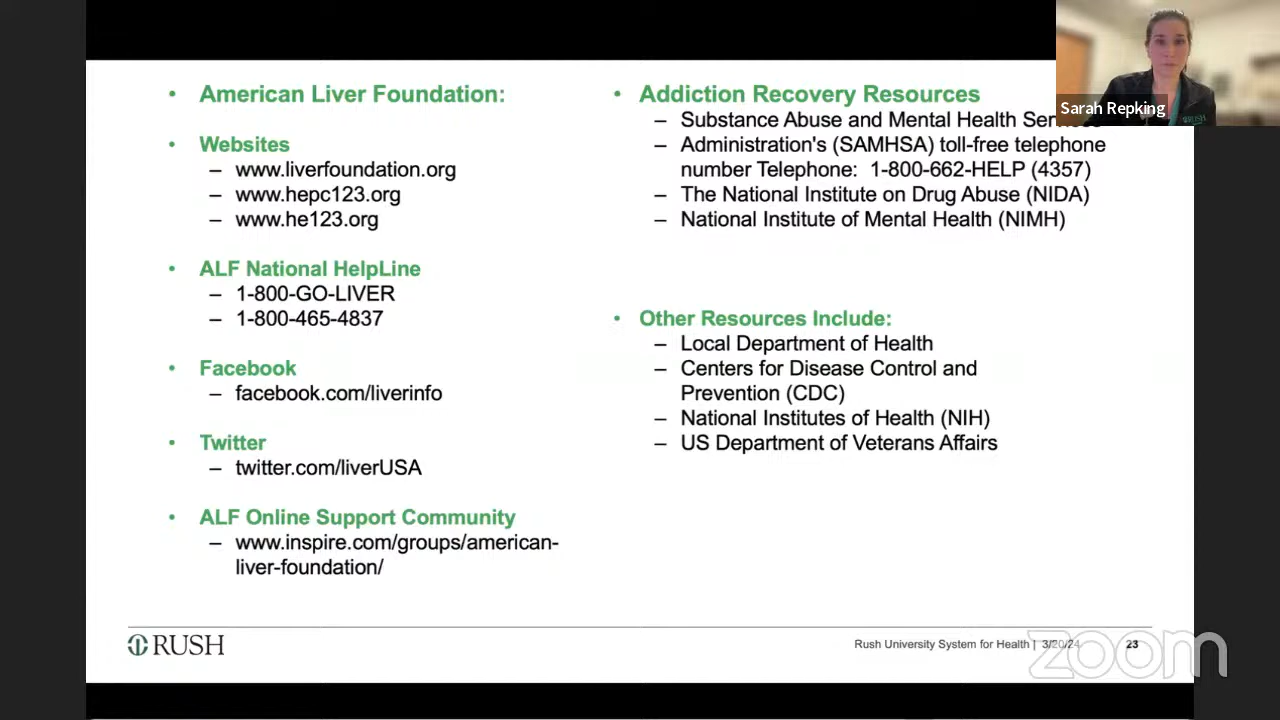 American Liver Foundation:
Websites
www.liverfoundation.org
www.hepc123.org
www.he123.org
ALF National HelpLine
1-800-GO-LIVER
1-800-465-4837
Facebook
facebook.com/liverinfo
Twitter
twitter.com/liverUSA
ALF Online Support Community
www.inspire.com/groups/american-
liver-foundation/
Addiction Recovery Resources
Substance Abuse and Mental Health Services
Administration's (SAMHSA) toll-free telephone
number Telephone: 1-800-662-HELP (4357)
The National Institute on Drug Abuse (NIDA)
National Institute of Mental Health (NIMH)
Other Resources Include:
Local Department of Health
Centers for Disease Control and
Prevention (CDC)
National Institutes of Health (NIH)
US Department of Veterans Affairs
Sarah Repking
RUSH
RUSH
Rush University System for Health | 3/20/24
23
zoom